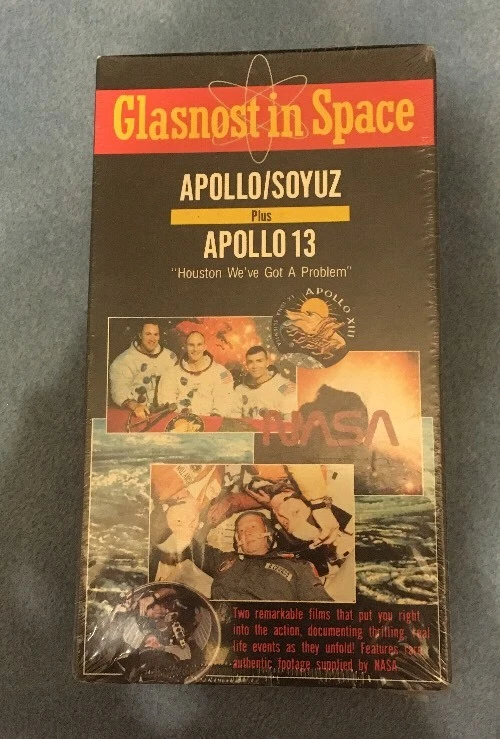 Glasnost in Space
APOLLO/SOYUZ
Plus
APOLLO 13
"Houston We've Got A Problem"
APOLLO XIII
NASA
Two remarkable films that put you right
into the action, documenting thrilling, real
life events as they unfold! Features rare
authentic footage supplied by NASA.